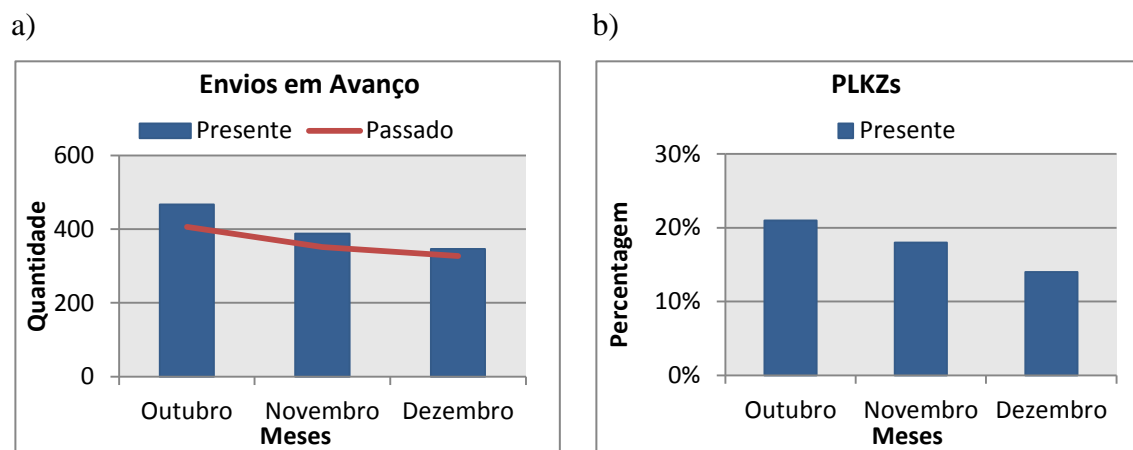 a)
Envios em Avanço
Presente Passado
600
400
200
0
Quantidade
Outubro Novembro Dezembro
Meses
b)
PLKZs
Presente
30%
20%
10%
0%
Percentagem
Outubro Novembro Dezembro
Meses